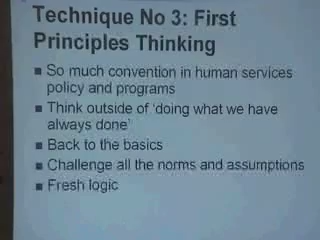 Technique No 3: First
Principles Thinking
So much convention in human services
policy and programs
Think outside of 'doing what we have
always done'
Back to the basics
Challenge all the norms and assumptions
Fresh logic